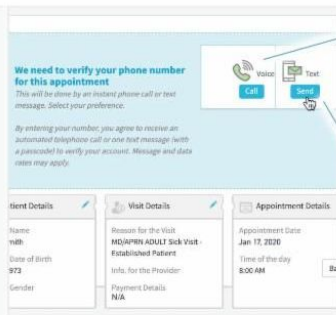 We need to verify your phone number
for this appointment
This will be done by an instant phone call or text
message. Select your preference.
By entering your number, you agree to receive an
automated telephone call or one text message (with
a passcode) to verify your account. Message and data
rates may apply.
Voice
Text
Call
Send
tient Details
Name
mith
Date of Birth
973
Gender
Visit Details
Reason for the Visit
MD/APRN ADULT Sick Visit -
Established Patient
Info. for the Provider
Payment Details
N/A
Appointment Details
Appointment Date
Jan 17, 2020
Time of the day
8:00 AM
Ba